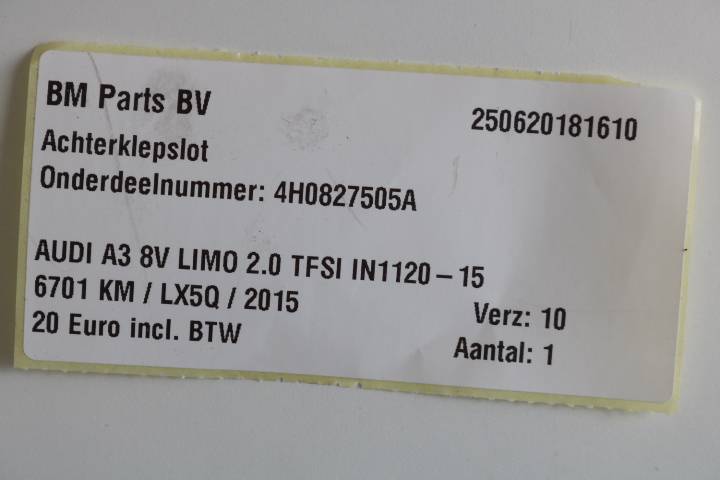 BM Parts BV
250620181610
Achterklepslot
Onderdeelnummer: 4H0827505A
AUDI A3 8V LIMO 2.0 TFSI IN1120-15
6701 KM / LX5Q / 2015
Verz: 10
20 Euro incl. BTW
Aantal: 1